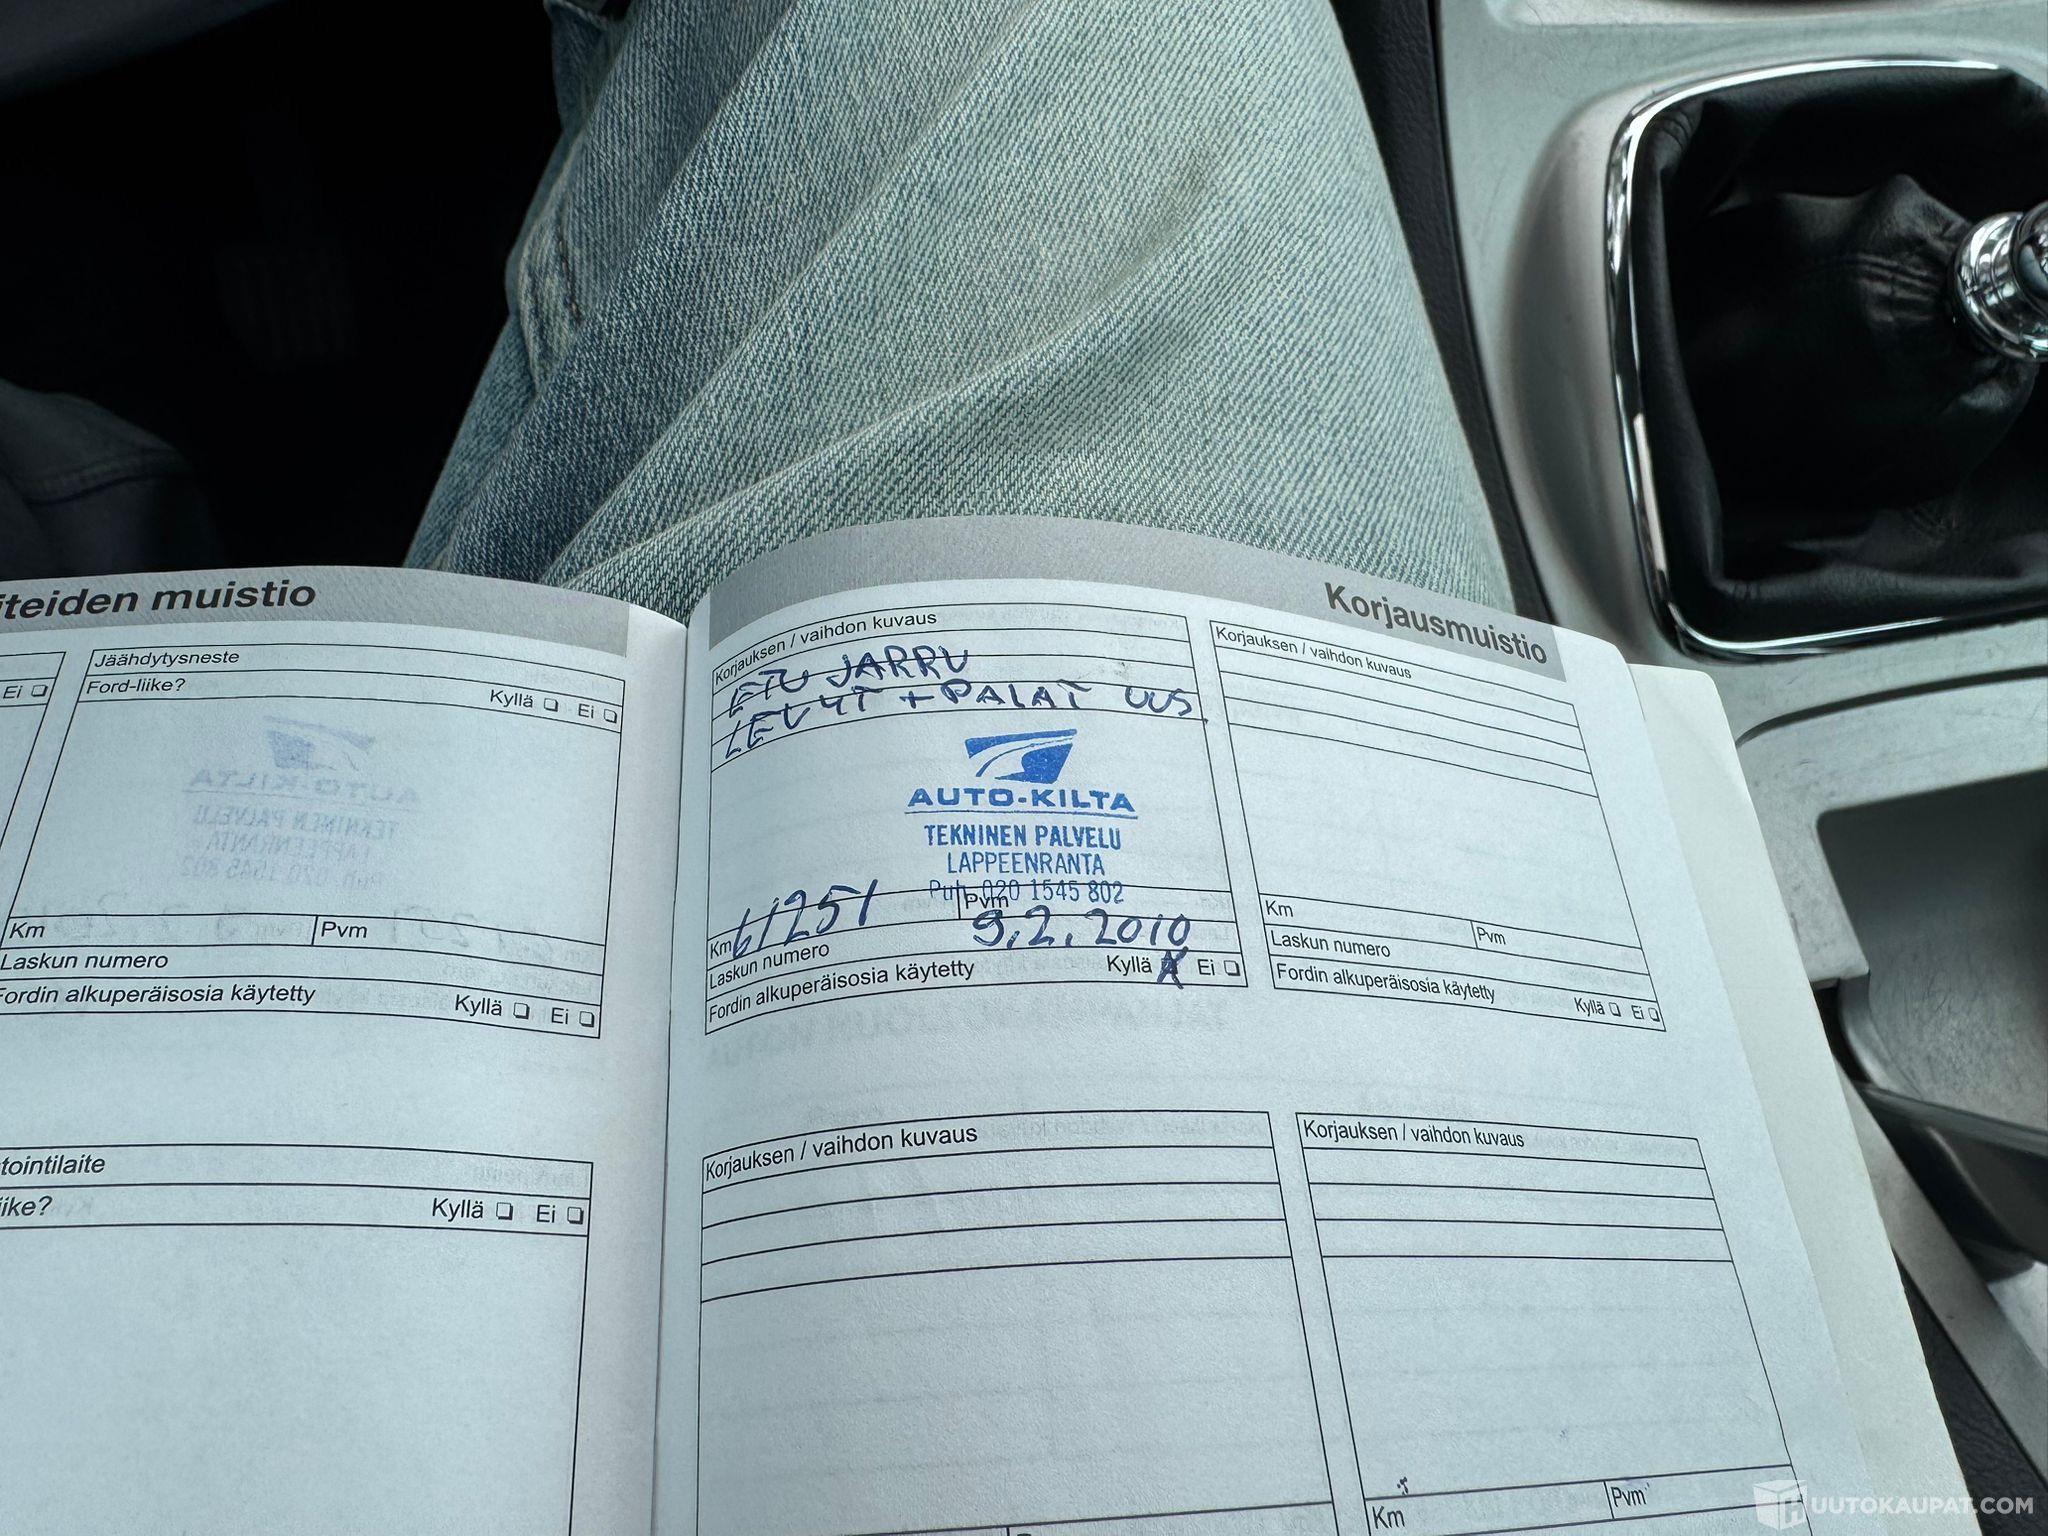 iteiden muistio
Ei
Jäähdytysneste
Ford-liike?
Kyllä Ei
Km Pvm
Laskun numero
Fordin alkuperäisosia käytetty
Kyllä Ei
tointilaite
iike?
Kyllä Ei
Korjausmuistio
Korjauksen / vaihdon kuvaus
ETU JARRU
LEVYT + PALAT UUS.
AUTO-KILTA
TEKNINEN PALVELU
LAPPEENRANTA
Puh. 020 1545 802
Km 61251 Pvm 9.2.2010
Laskun numero
Fordin alkuperäisosia käytetty Kyllä X Ei
Korjauksen / vaihdon kuvaus
Km Pvm
Laskun numero
Fordin alkuperäisosia käytetty
Kyllä Ei
Korjauksen / vaihdon kuvaus
Korjauksen / vaihdon kuvaus
Km Pvm
HUUTOKAUPAT.COM